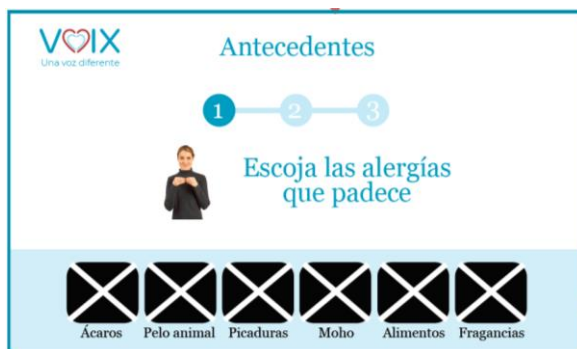 VOIX
Una voz diferente
Antecedentes
1 2 3
Escoja las alergías
que padece
Ácaros Pelo animal Picaduras Moho Alimentos Fragancias